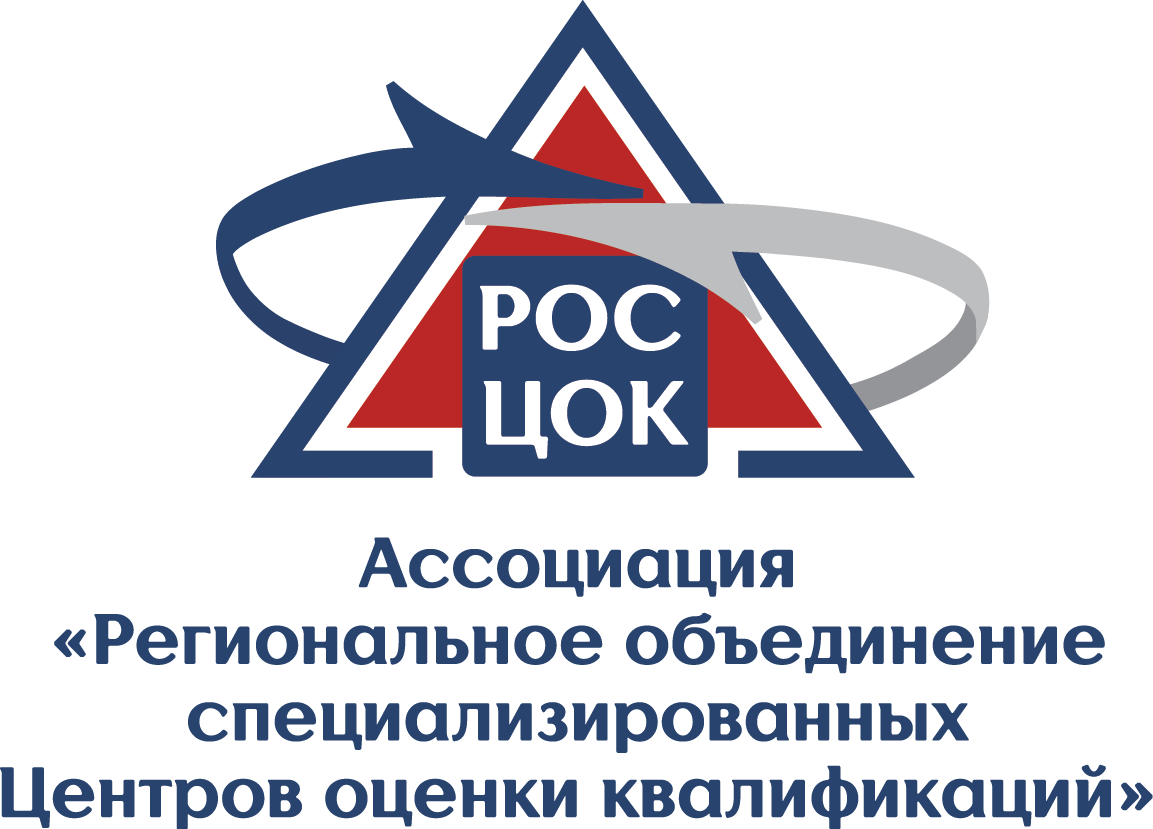 РОС
ЦОК
Ассоциация
«Региональное объединение
специализированных
Центров оценки квалификаций»